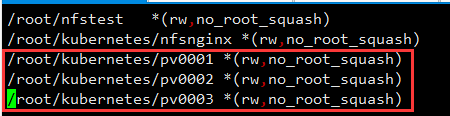 /root/nfstest   *(rw,no_root_squash)
/root/kubernetes/nfsnginx *(rw,no_root_squash)
/root/kubernetes/pv0001 *(rw,no_root_squash)
/root/kubernetes/pv0002 *(rw,no_root_squash)
/root/kubernetes/pv0003 *(rw,no_root_squash)